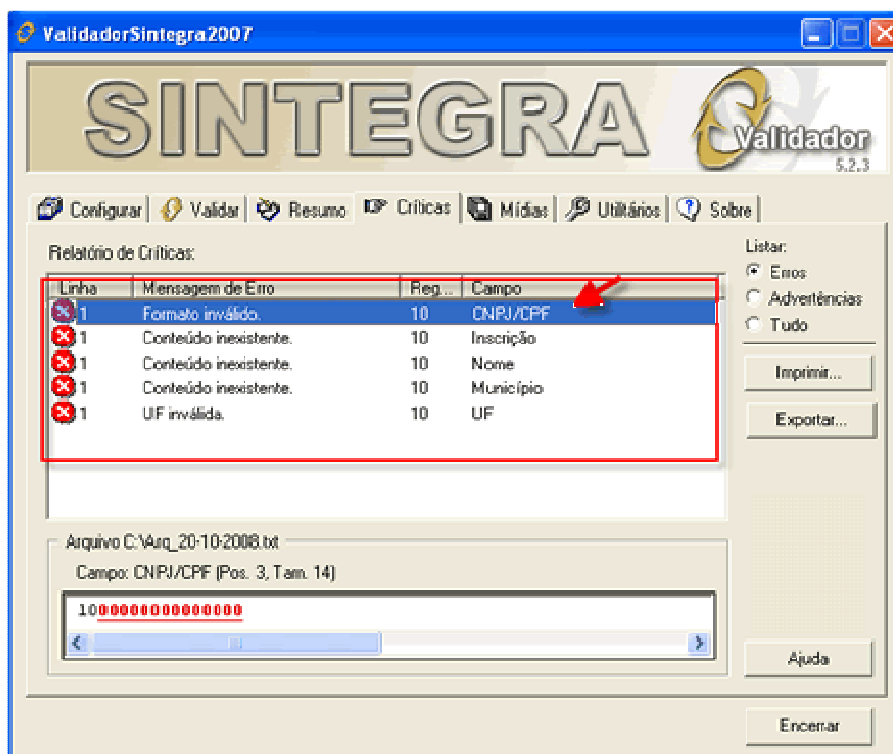 ValidadorSintegra2007
SINTEGRA
Validador
5.2.3
Configurar Validar Resumo Críticas Mídias Utilitários Sobre
Relatório de Críticas:
Listar:
Erros
Advertências
Tudo
Linha Mensagem de Erro Reg... Campo
1 Formato inválido. 10 CNPJ/CPF
1 Conteúdo inexistente. 10 Inscrição
1 Conteúdo inexistente. 10 Nome
1 Conteúdo inexistente. 10 Município
1 UF inválida. 10 UF
Imprimir...
Exportar...
Arquivo C:\Arq_20-10-2008.txt
Campo: CNPJ/CPF (Pos. 3, Tam. 14)
1000000000000000
Ajuda
Encerrar